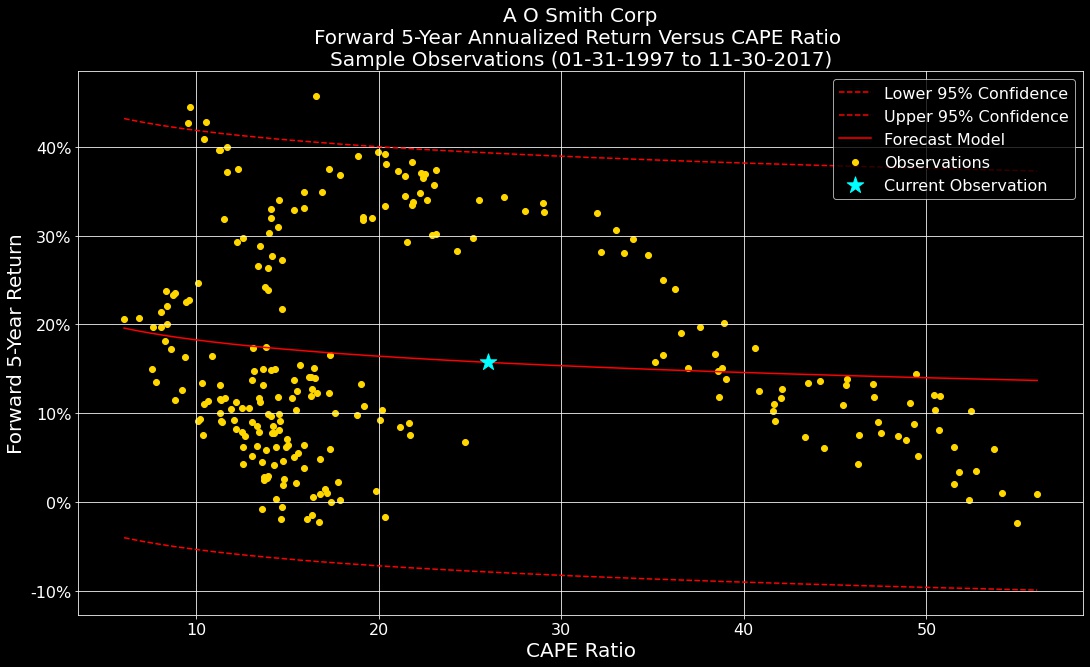 A O Smith Corp
Forward 5-Year Annualized Return Versus CAPE Ratio
Sample Observations (01-31-1997 to 11-30-2017)
Lower 95% Confidence
Upper 95% Confidence
Forecast Model
Observations
Current Observation
Forward 5-Year Return
40%
30%
20%
10%
0%
-10%
10 20 30 40 50
CAPE Ratio